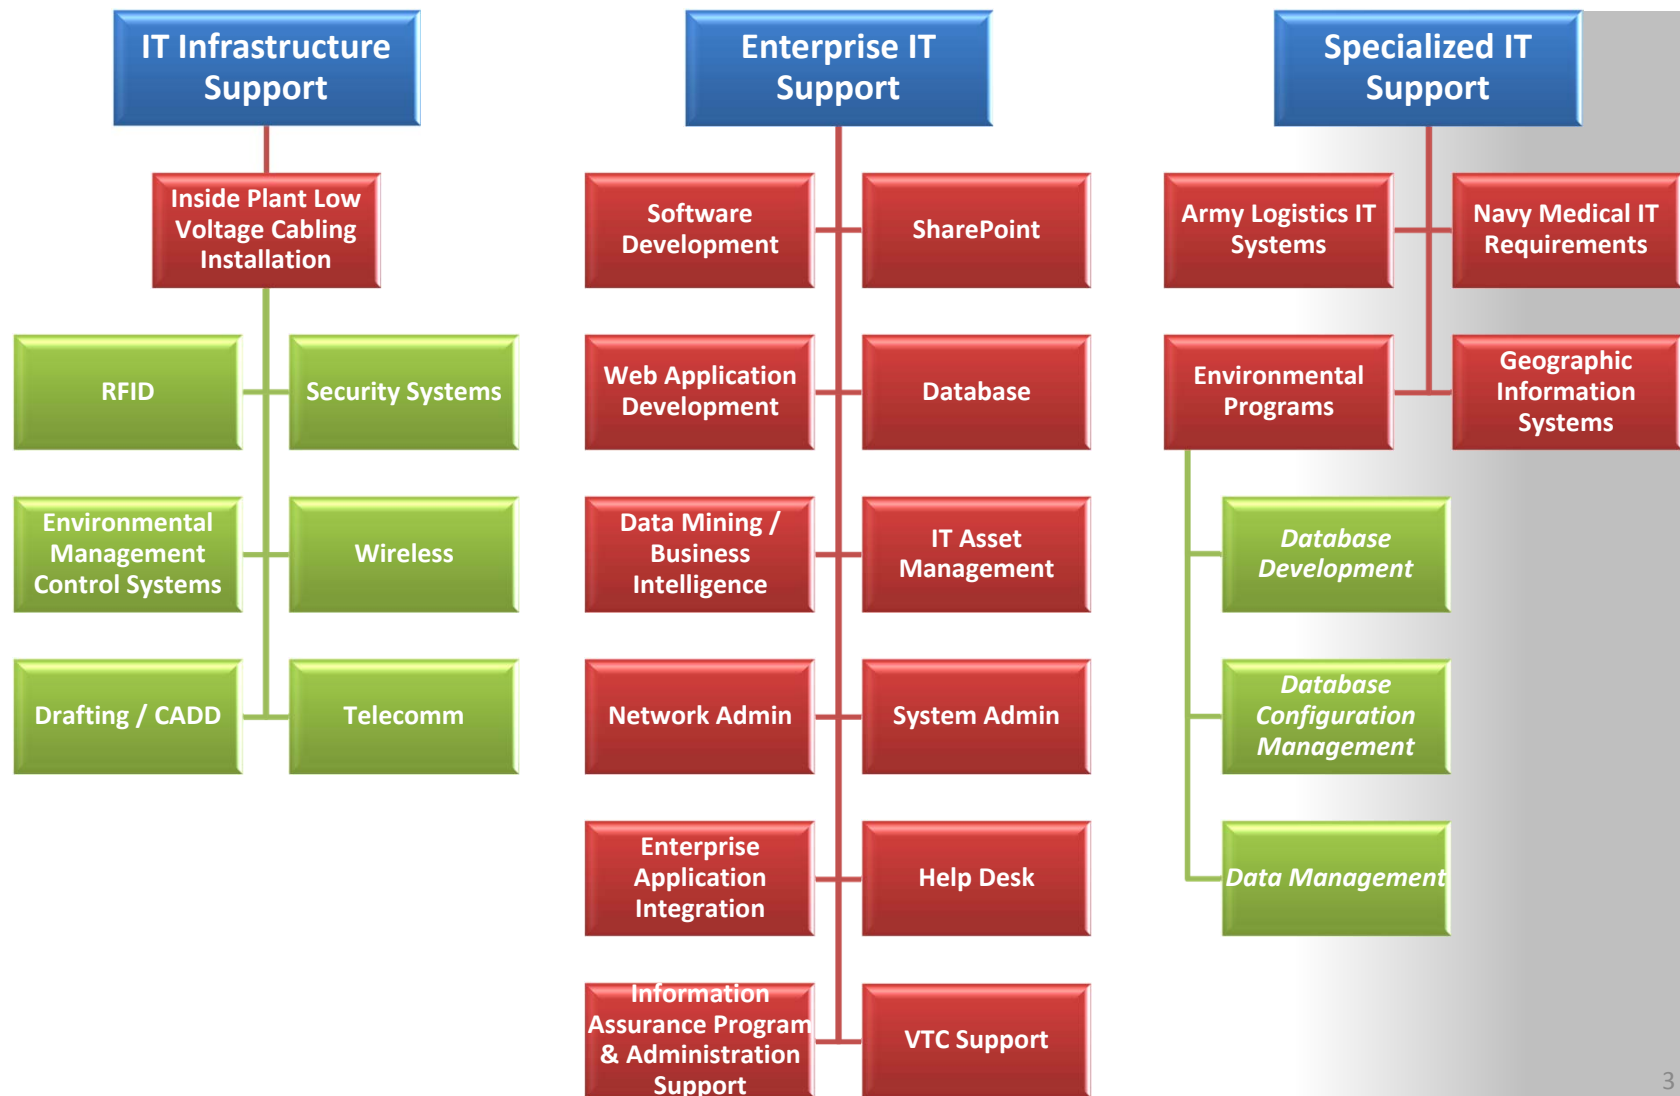 IT Infrastructure
Support
Inside Plant Low
Voltage Cabling
Installation
RFID
Security Systems
Environmental
Management
Control Systems
Wireless
Drafting / CADD
Telecomm
Enterprise IT
Support
Software
Development
SharePoint
Web Application
Development
Database
Data Mining /
Business
Intelligence
IT Asset
Management
Network Admin
System Admin
Enterprise
Application
Integration
Help Desk
Information
Assurance Program
& Administration
Support
VTC Support
Specialized IT
Support
Army Logistics IT
Systems
Navy Medical IT
Requirements
Environmental
Programs
Geographic
Information
Systems
Database
Development
Database
Configuration
Management
Data Management
3